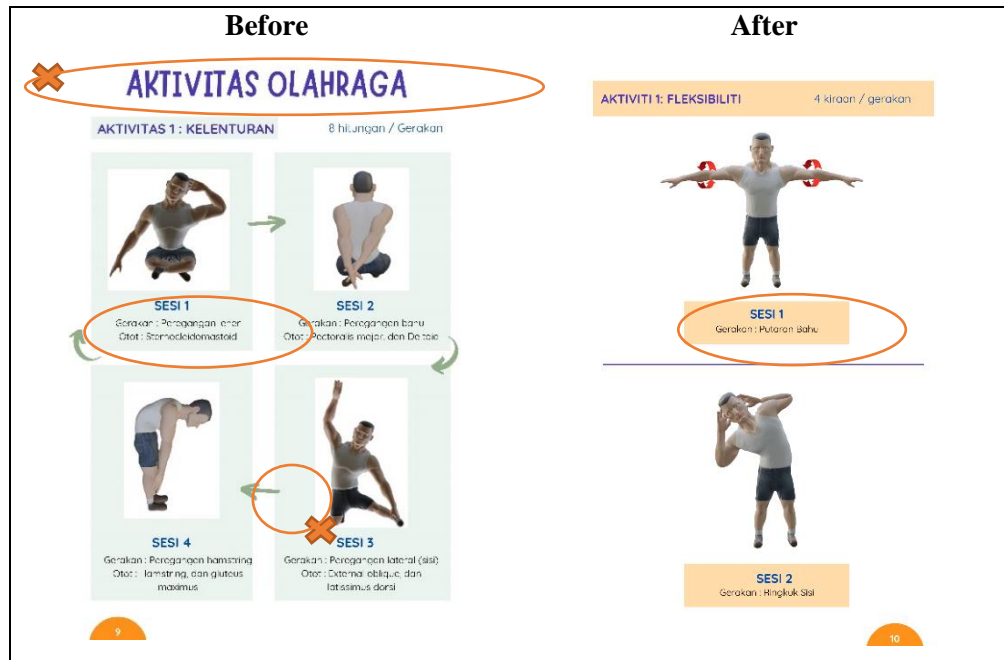 Before
After
AKTIVITAS OLAHRAGA
AKTIVITAS 1 : KELENTURAN
8 hitungan / Gerakan
SESI 1
Gerakan : Peregangan leher
Otot : Sternocleidomastoid
SESI 2
Gerakan : Peregangan bahu
Otot : Pectoralis major, dan Deltoid
SESI 4
Gerakan : Peregangan hamstring
Otot : Hamstring, dan gluteus
maximus
SESI 3
Gerakan : Peregangan lateral (sisi)
Otot : External oblique, dan
latissimus dorsi
9
AKTIVITI 1: FLEKSIBILITI
4 kiraan / gerakan
SESI 1
Gerakan : Putaran Bahu
SESI 2
Gerakan : Ringkuk Sisi
10